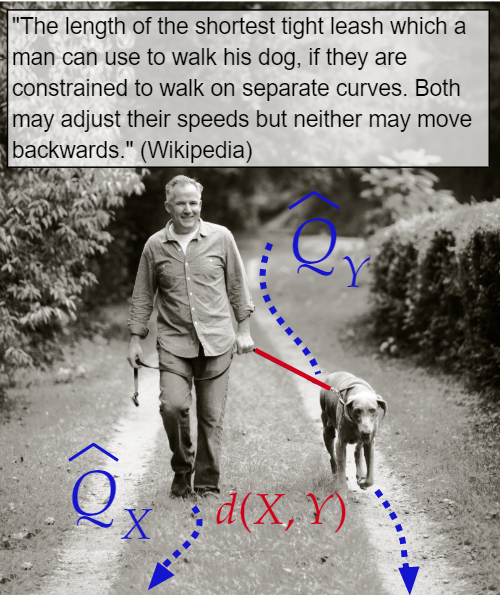 "The length of the shortest tight leash which a
man can use to walk his dog, if they are
constrained to walk on separate curves. Both
may adjust their speeds but neither may move
backwards." (Wikipedia)
Q̂_Y
Q̂_X
d(X, Y)